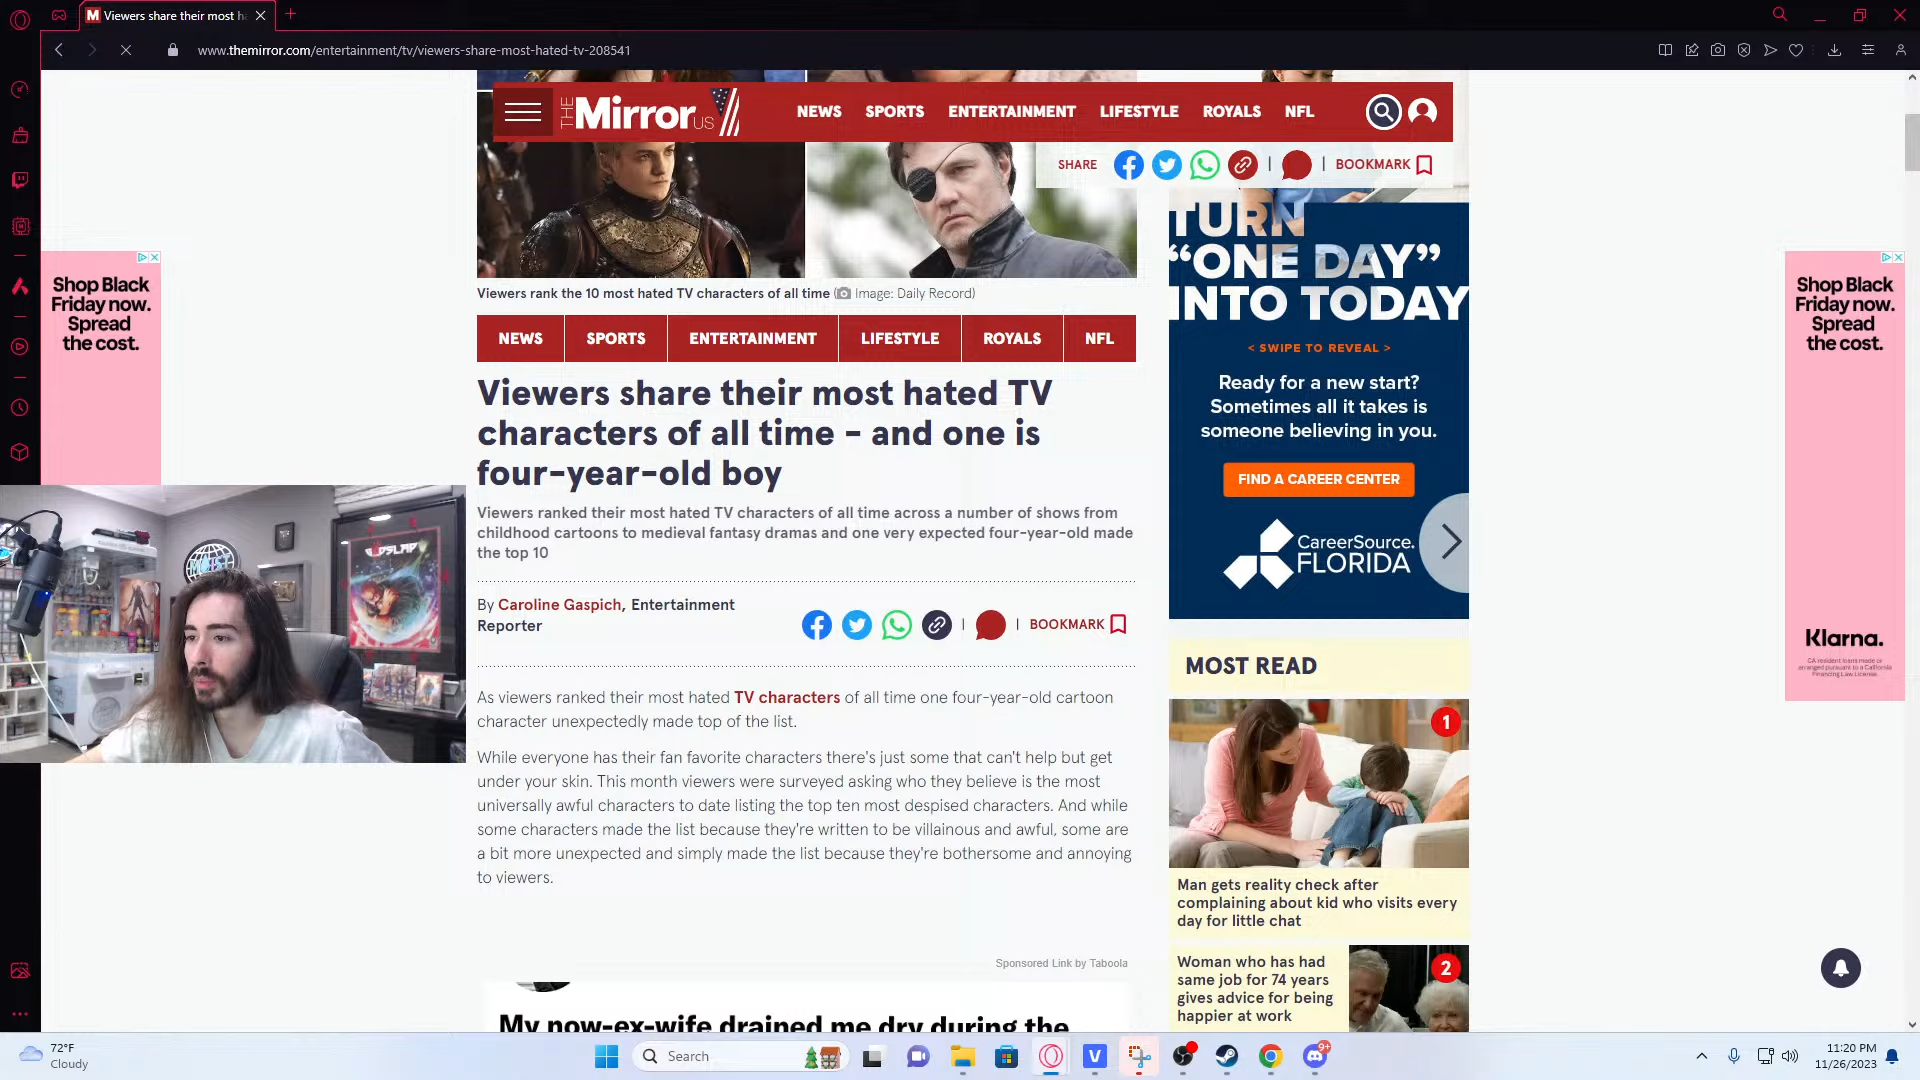 Viewers share their most h
www.themirror.com/entertainment/tv/viewers-share-most-hated-tv-208541
THE Mirror US
NEWS SPORTS ENTERTAINMENT LIFESTYLE ROYALS NFL
SHARE | | BOOKMARK
Viewers rank the 10 most hated TV characters of all time (Image: Daily Record)
NEWS SPORTS ENTERTAINMENT LIFESTYLE ROYALS NFL
Viewers share their most hated TV
characters of all time - and one is
four-year-old boy
Viewers ranked their most hated TV characters of all time across a number of shows from
childhood cartoons to medieval fantasy dramas and one very expected four-year-old made
the top 10
By Caroline Gaspich, Entertainment
Reporter
| | BOOKMARK
As viewers ranked their most hated TV characters of all time one four-year-old cartoon
character unexpectedly made top of the list.
While everyone has their fan favorite characters there's just some that can't help but get
under your skin. This month viewers were surveyed asking who they believe is the most
universally awful characters to date listing the top ten most despised characters. And while
some characters made the list because they're written to be villainous and awful, some are
a bit more unexpected and simply made the list because they're bothersome and annoying
to viewers.
Sponsored Link by Taboola
My now-ex-wife drained me dry during the
TURN
“ONE DAY”
INTO TODAY
< SWIPE TO REVEAL >
Ready for a new start?
Sometimes all it takes is
someone believing in you.
FIND A CAREER CENTER
CareerSource
FLORIDA
MOST READ
1
Man gets reality check after
complaining about kid who visits every
day for little chat
Woman who has had
same job for 74 years
gives advice for being
happier at work
2
Shop Black
Friday now.
Spread
the cost.
Shop Black
Friday now.
Spread
the cost.
Klarna.
CA resident loans made or
arranged pursuant to a California
Financing Law License.
MOIST
72°F
Cloudy
Search
V
9+
11:20 PM
11/26/2023